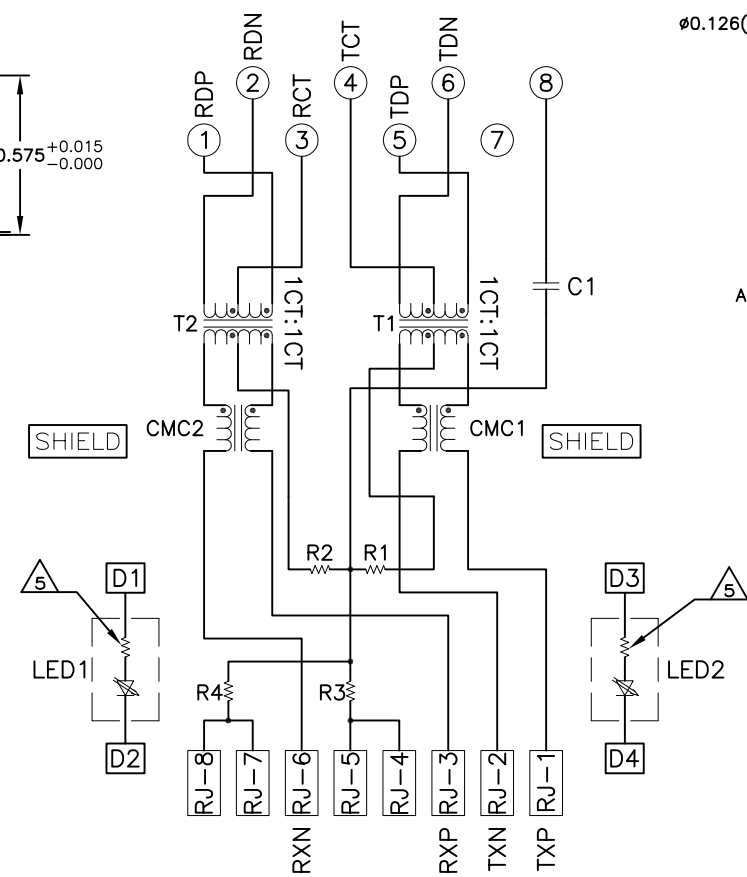 ø0.126(
RDP
RDN
RCT
TCT
TDP
TDN
1
2
3
4
5
6
7
8
0.575 +0.015
-0.000
A
T2
1CT:1CT
T1
1CT:1CT
C1
CMC2
CMC1
SHIELD
SHIELD
R2
R1
5
D1
D3
5
LED1
LED2
R4
R3
D2
D4
RJ-8
RJ-7
RJ-6
RJ-5
RJ-4
RJ-3
RJ-2
RJ-1
RXN
RXP
TXN
TXP